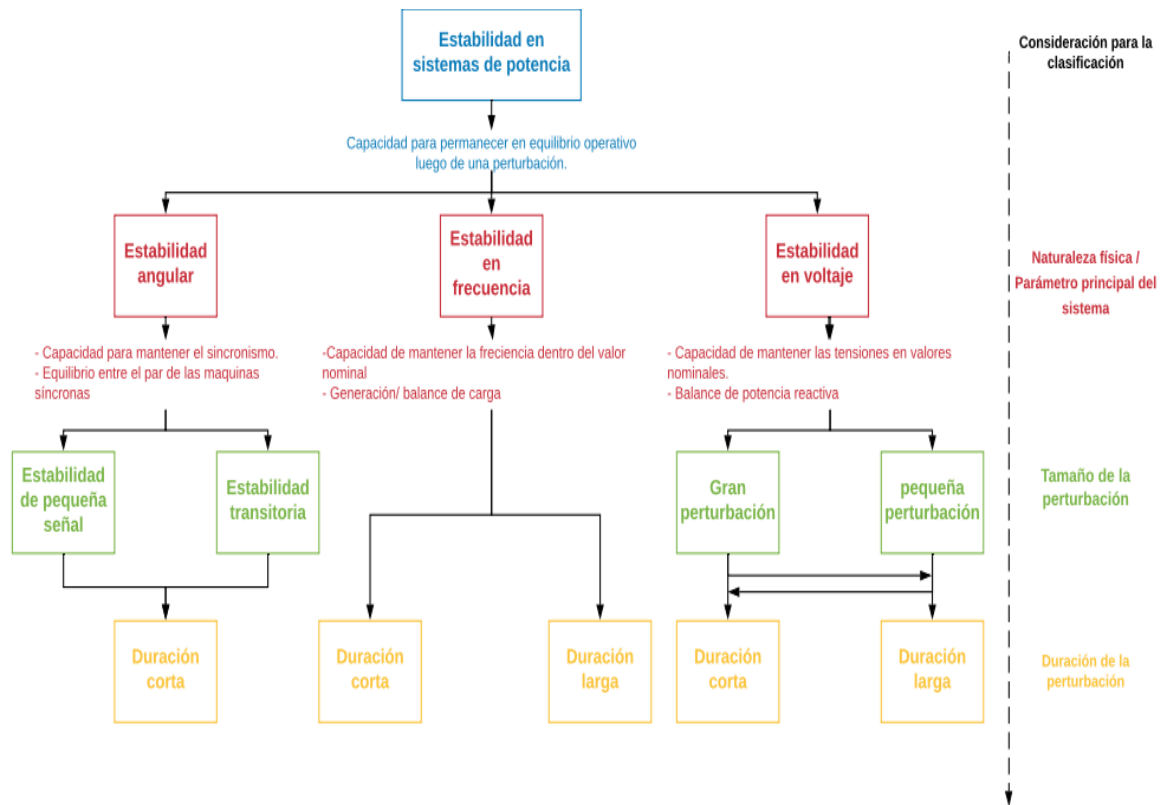 Estabilidad en
sistemas de potencia
Consideración para la
clasificación
Capacidad para permanecer en equilibrio operativo
luego de una perturbación.
Estabilidad
angular
Estabilidad
en
frecuencia
Estabilidad
en voltaje
Naturaleza física /
Parámetro principal del
sistema
- Capacidad para mantener el sincronismo.
- Equilibrio entre el par de las maquinas
síncronas
-Capacidad de mantener la freciencia dentro del valor
nominal
- Generación/ balance de carga
- Capacidad de mantener las tensiones en valores
nominales.
- Balance de potencia reactiva
Estabilidad
de pequeña
señal
Estabilidad
transitoria
Gran
perturbación
pequeña
perturbación
Tamaño de la
perturbación
Duración
corta
Duración
corta
Duración
larga
Duración
corta
Duración
larga
Duración de la
perturbación